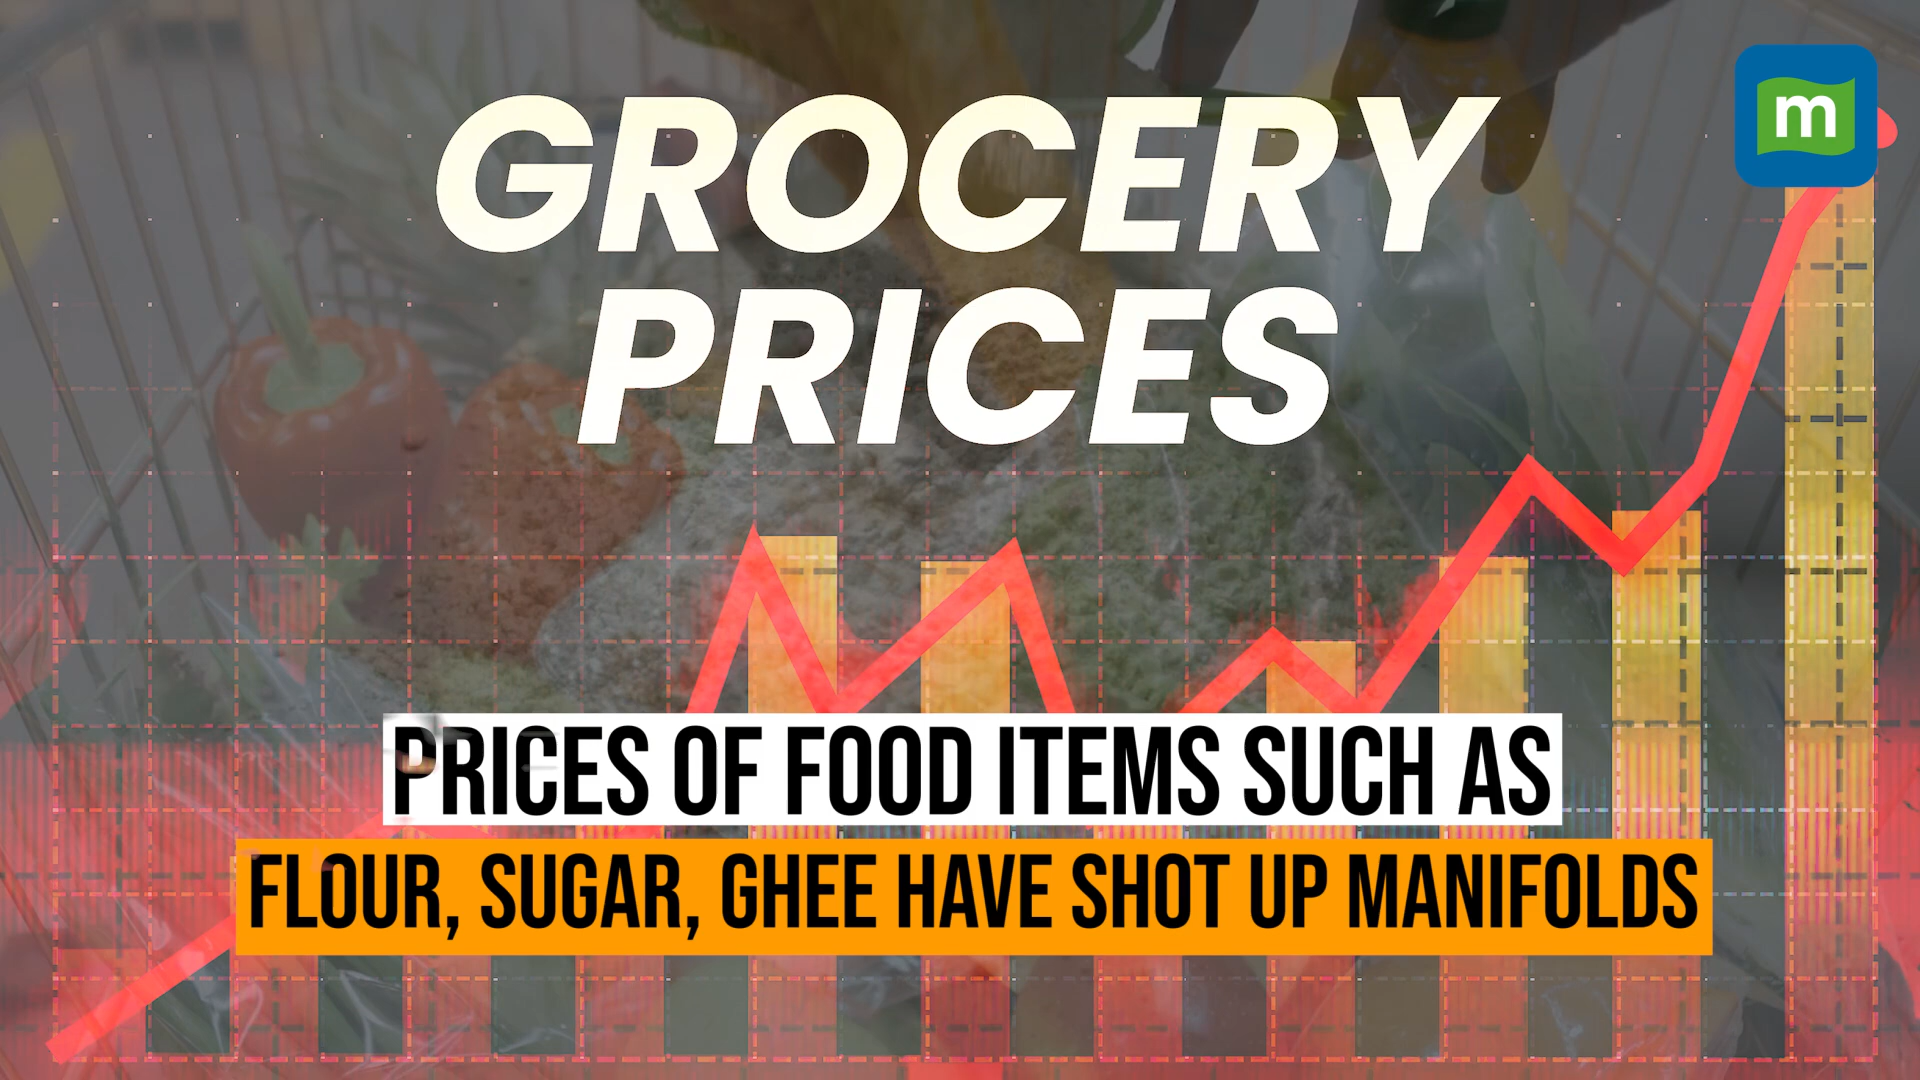 m
GROCERY
PRICES
PRICES OF FOOD ITEMS SUCH AS
FLOUR, SUGAR, GHEE HAVE SHOT UP MANIFOLDS